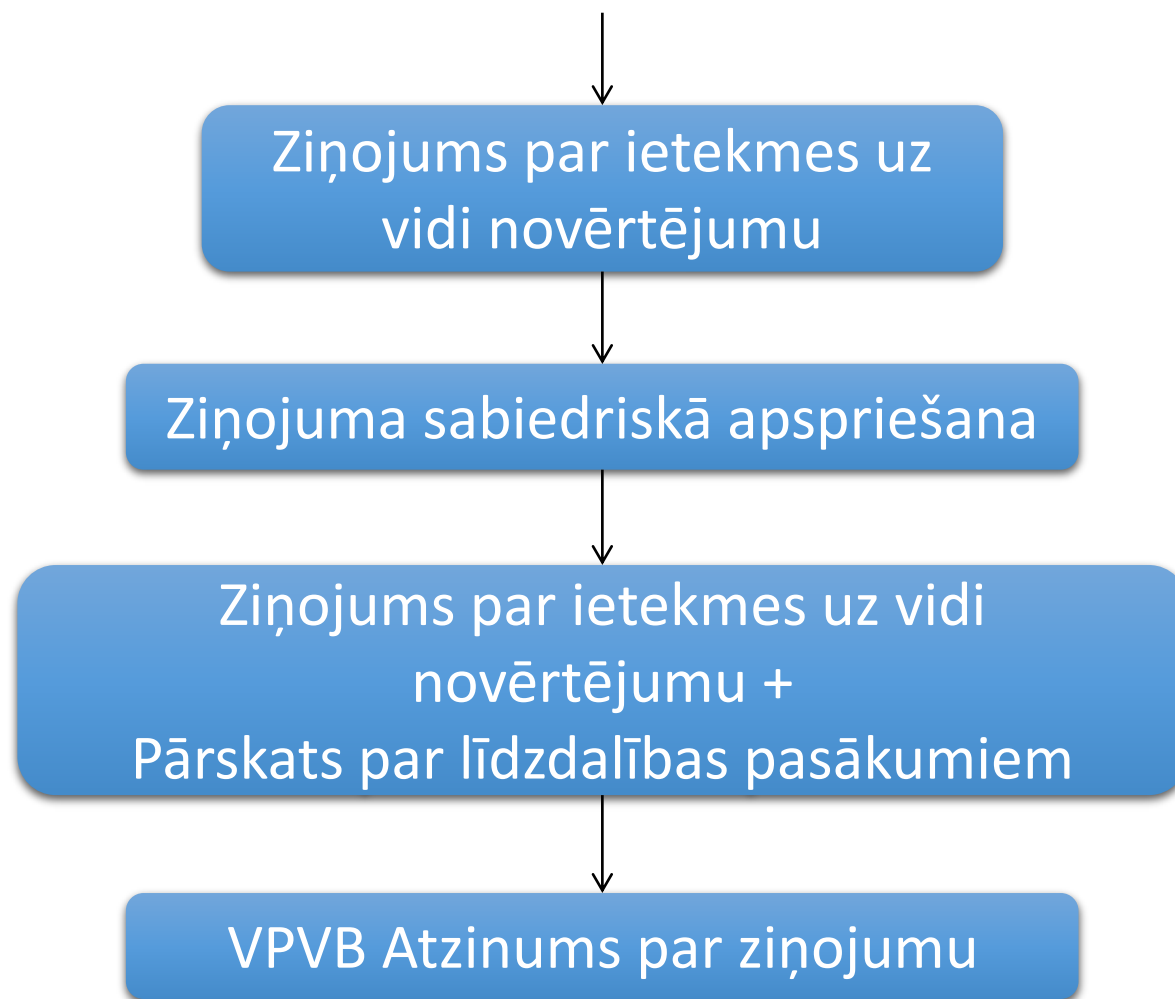 Ziņojums par ietekmes uz
vidi novērtējumu
Ziņojuma sabiedriskā apspriešana
Ziņojums par ietekmes uz vidi
novērtējumu +
Pārskats par līdzdalības pasākumiem
VPVB Atzinums par ziņojumu